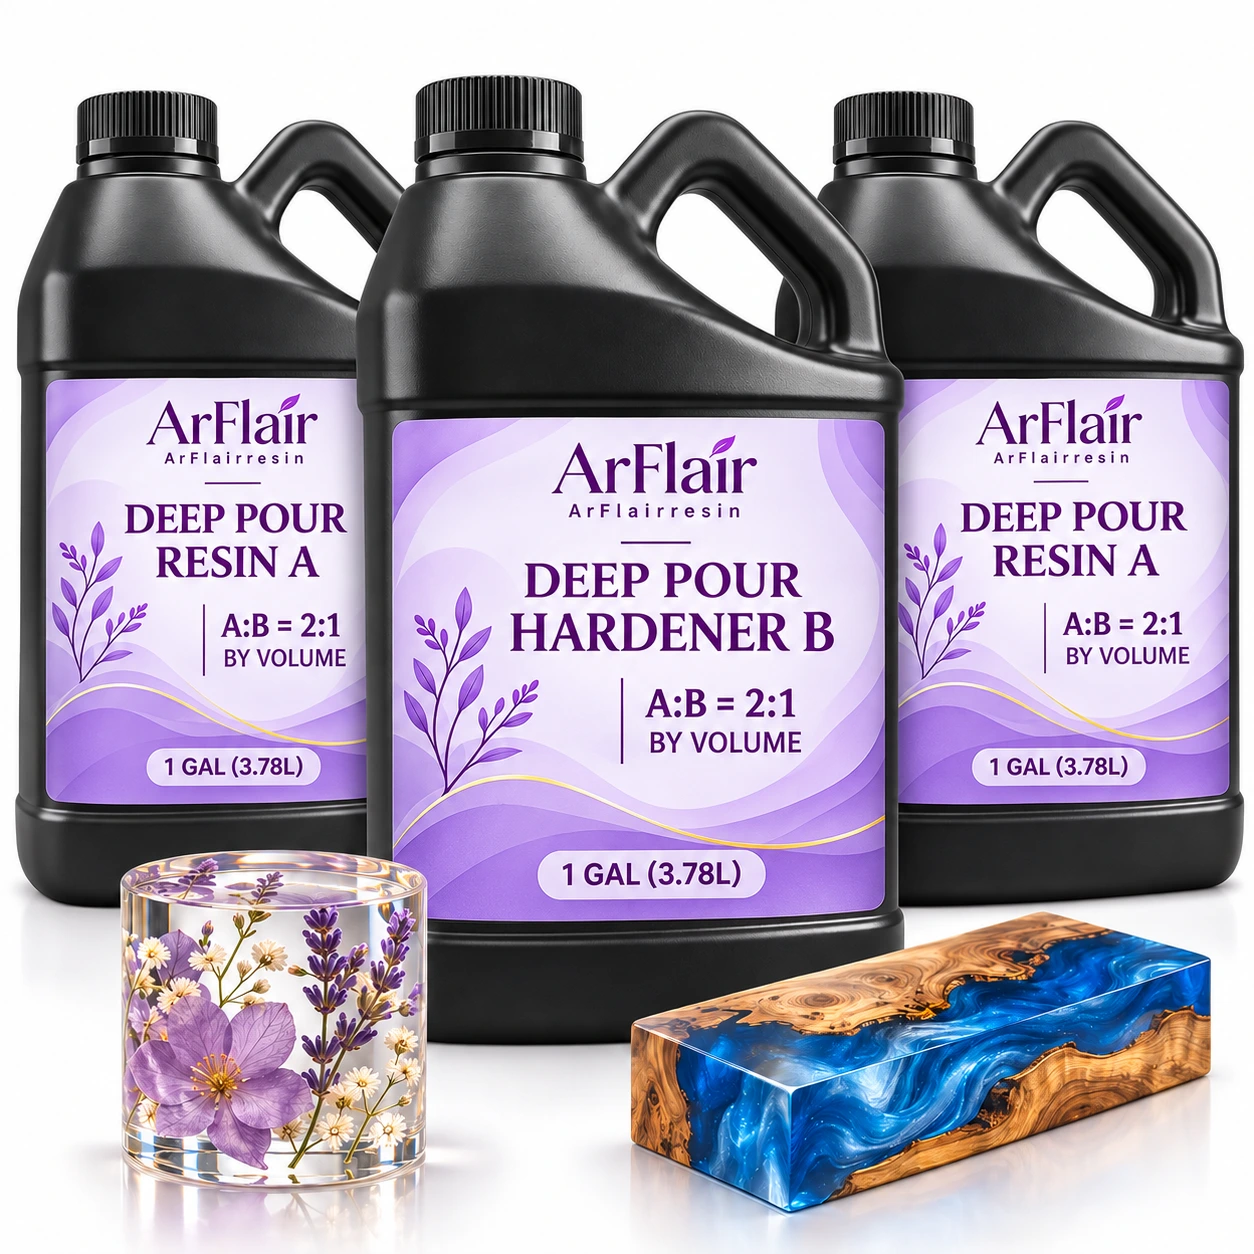 ArFlair
ArFlairresin
DEEP POUR
RESIN A
A:B = 2:1
BY VOLUME
1 GAL (3.78L)
ArFlair
ArFlairresin
DEEP POUR
HARDENER B
A:B = 2:1
BY VOLUME
1 GAL (3.78L)
ArFlair
ArFlairresin
DEEP POUR
RESIN A
A:B = 2:1
BY VOLUME
1 GAL (3.78L)